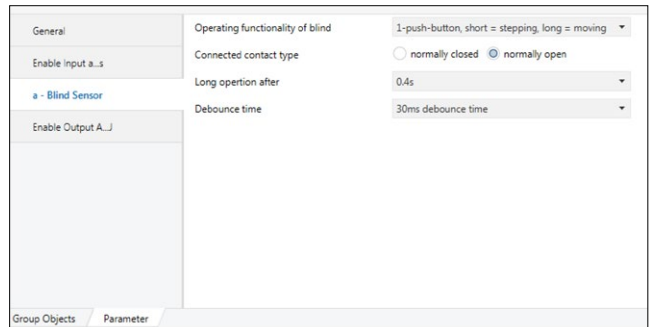 General
Enable Input a...s
a - Blind Sensor
Enable Output A...J
Operating functionality of blind
1-push-button, short = stepping, long = moving
Connected contact type
normally closed
normally open
Long opertion after
0.4s
Debounce time
30ms debounce time
Group Objects
Parameter